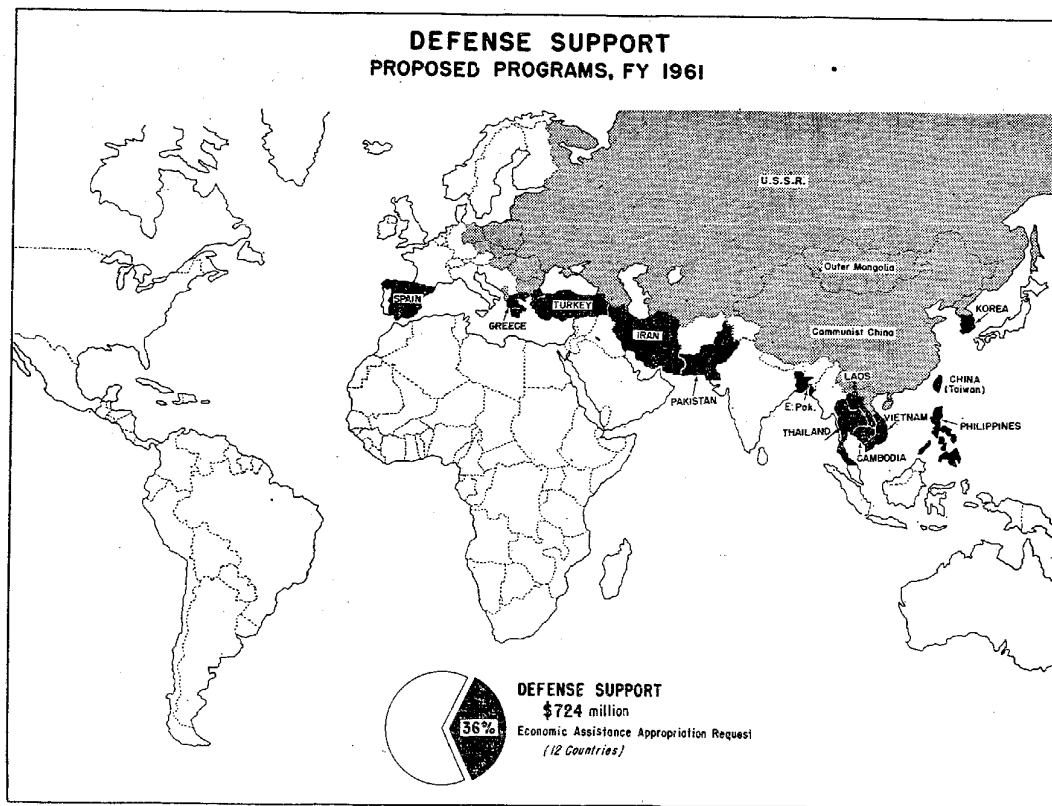 DEFENSE SUPPORT
PROPOSED PROGRAMS, FY 1961
U.S.S.R.
Outer Mongolia
Communist China
KOREA
SPAIN
GREECE
TURKEY
IRAN
PAKISTAN
E. Pak.
LAOS
CHINA
(Taiwan)
VIETNAM
PHILIPPINES
THAILAND
CAMBODIA
36%
DEFENSE SUPPORT
$724 million
Economic Assistance Appropriation Request
(12 Countries)